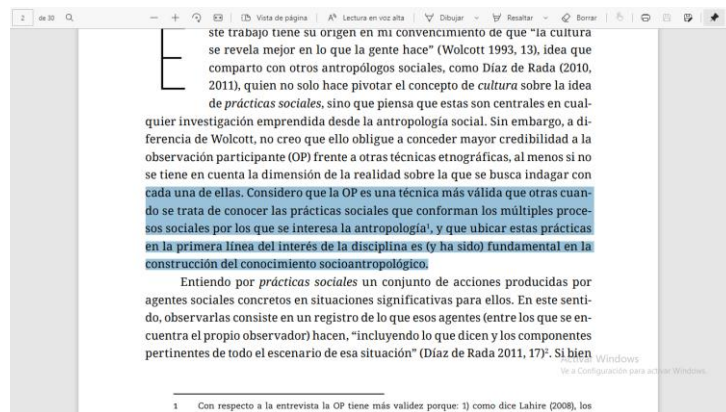 2 de 30 Vista de página Lectura en voz alta Dibujar Resaltar Borrar
E
ste trabajo tiene su origen en mi convencimiento de que “la cultura
se revela mejor en lo que la gente hace” (Wolcott 1993, 13), idea que
comparto con otros antropólogos sociales, como Díaz de Rada (2010,
2011), quien no solo hace pivotar el concepto de cultura sobre la idea
de prácticas sociales, sino que piensa que estas son centrales en cual-
quier investigación emprendida desde la antropología social. Sin embargo, a di-
ferencia de Wolcott, no creo que ello obligue a conceder mayor credibilidad a la
observación participante (OP) frente a otras técnicas etnográficas, al menos si no
se tiene en cuenta la dimensión de la realidad sobre la que se busca indagar con
cada una de ellas. Considero que la OP es una técnica más válida que otras cuan-
do se trata de conocer las prácticas sociales que conforman los múltiples proce-
sos sociales por los que se interesa la antropología¹, y que ubicar estas prácticas
en la primera línea del interés de la disciplina es (y ha sido) fundamental en la
construcción del conocimiento socioantropológico.
Entiendo por prácticas sociales un conjunto de acciones producidas por
agentes sociales concretos en situaciones significativas para ellos. En este senti-
do, observarlas consiste en un registro de lo que esos agentes (entre los que se en-
cuentra el propio observador) hacen, “incluyendo lo que dicen y los componentes
pertinentes de todo el escenario de esa situación” (Díaz de Rada 2011, 17)². Si bien
Activar Windows
Ve a Configuración para activar Windows.
1 Con respecto a la entrevista la OP tiene más validez porque: 1) como dice Lahire (2008), los